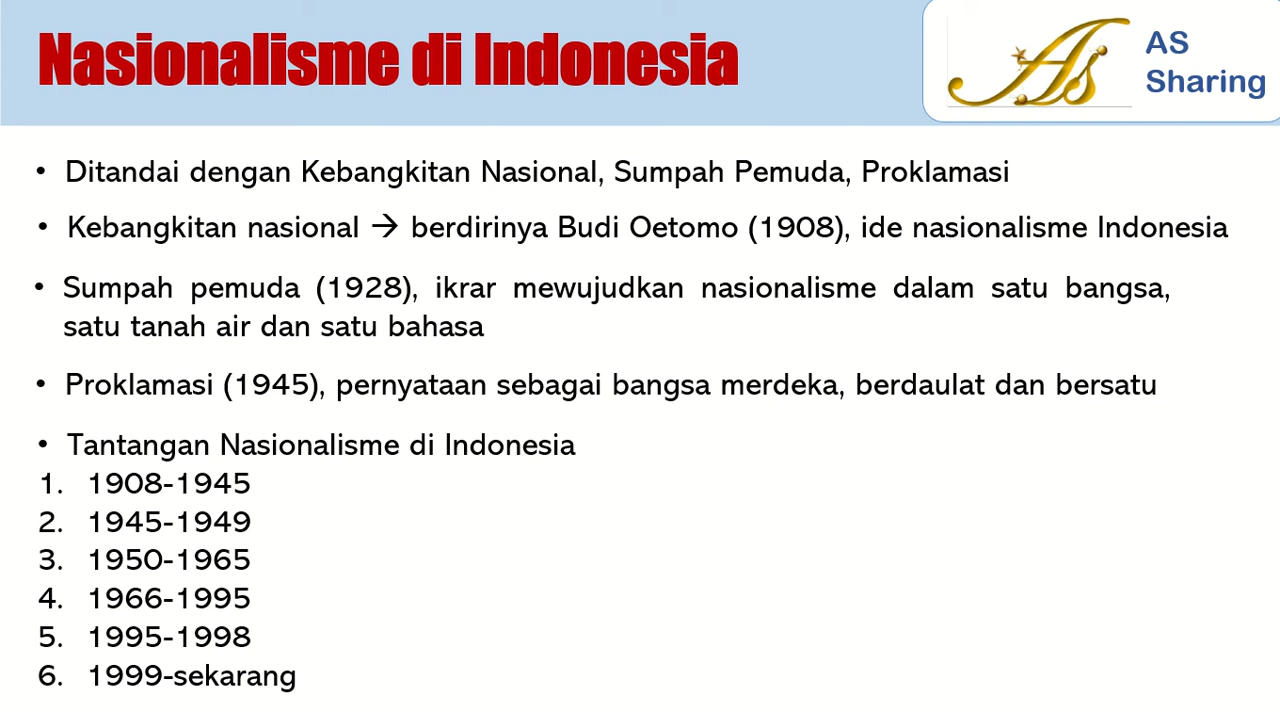 Nasionalisme di Indonesia
As
AS
Sharing
• Ditandai dengan Kebangkitan Nasional, Sumpah Pemuda, Proklamasi
• Kebangkitan nasional → berdirinya Budi Oetomo (1908), ide nasionalisme Indonesia
• Sumpah pemuda (1928), ikrar mewujudkan nasionalisme dalam satu bangsa,
satu tanah air dan satu bahasa
• Proklamasi (1945), pernyataan sebagai bangsa merdeka, berdaulat dan bersatu
• Tantangan Nasionalisme di Indonesia
1. 1908-1945
2. 1945-1949
3. 1950-1965
4. 1966-1995
5. 1995-1998
6. 1999-sekarang